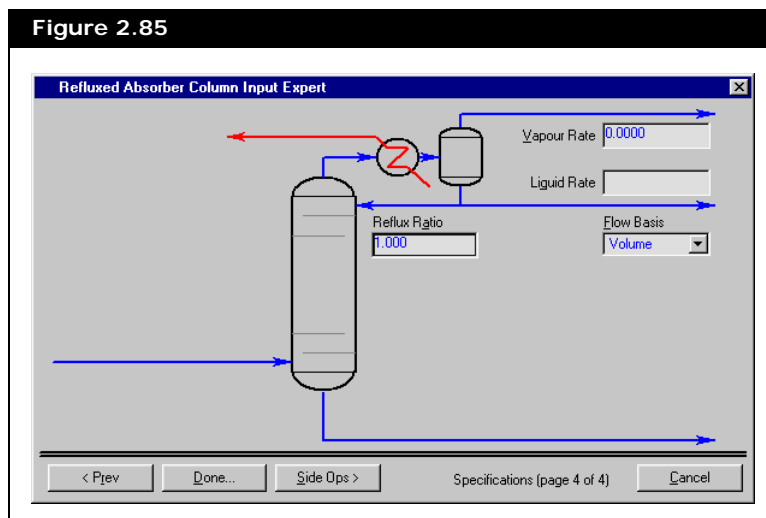 Figure 2.85
Refluxed Absorber Column Input Expert
Vapour Rate 0.0000
Liguid Rate
Reflux Ratio
1.000
Flow Basis
Volume
< Prev
Done...
Side Ops >
Specifications (page 4 of 4)
Cancel